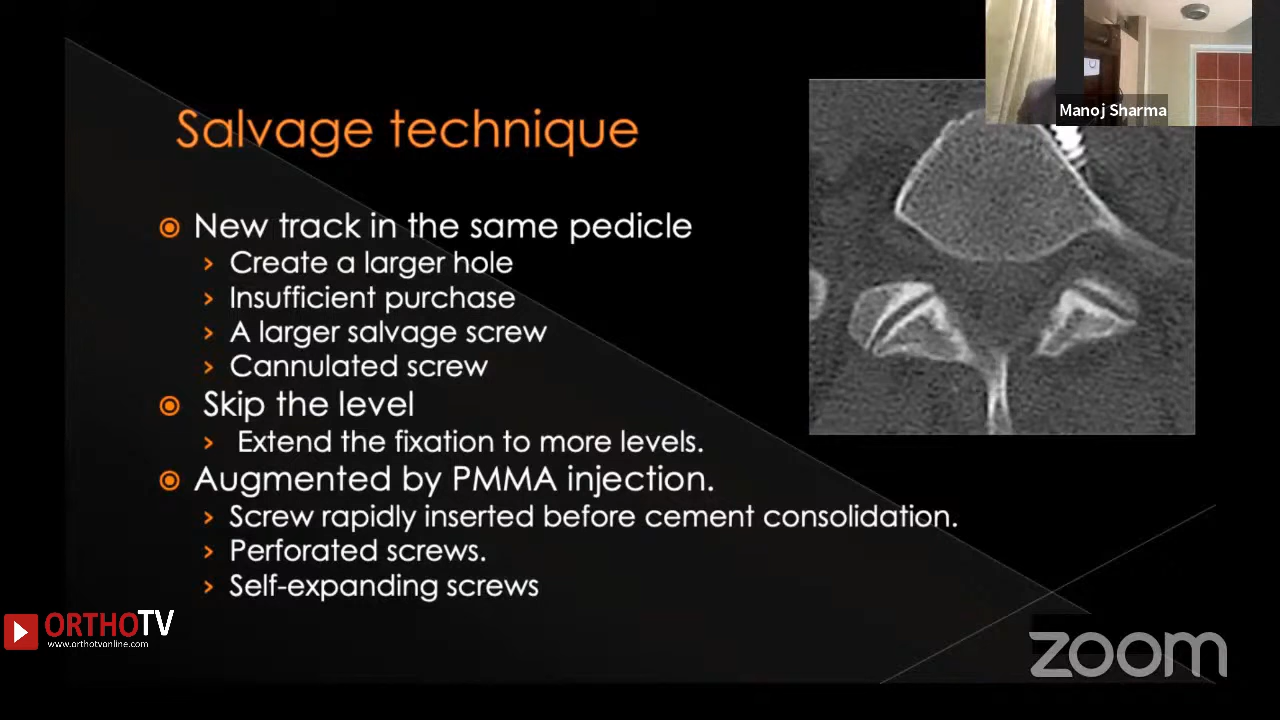 Manoj Sharma
Salvage technique
New track in the same pedicle
Create a larger hole
Insufficient purchase
A larger salvage screw
Cannulated screw
Skip the level
Extend the fixation to more levels.
Augmented by PMMA injection.
Screw rapidly inserted before cement consolidation.
Perforated screws.
Self-expanding screws
ORTHOTV
www.orthotvonline.com
zoom